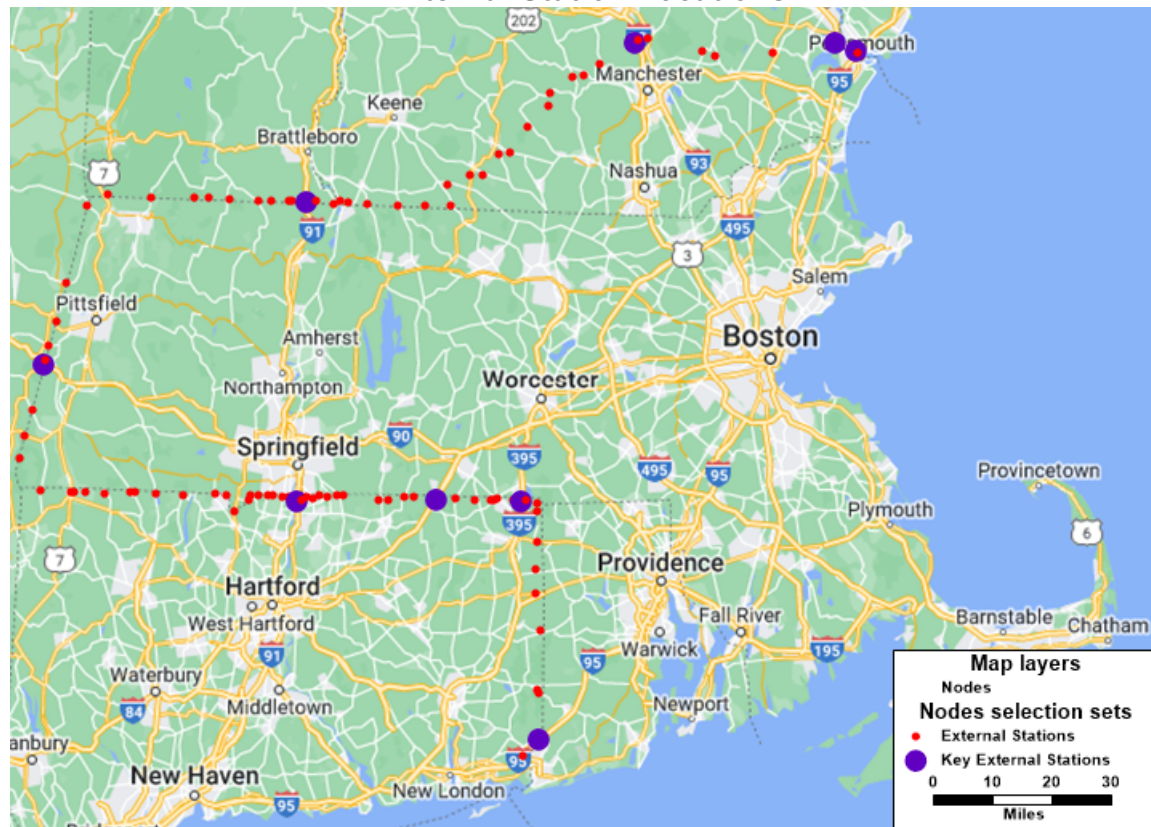 202
Portsmouth
Manchester
95
Keene
Brattleboro
7
93
Nashua
91
495
3
Salem
Pittsfield
Boston
Amherst
Northampton
Worcester
Springfield
90
395
495
95
Provincetown
395
Plymouth
6
7
Providence
Hartford
West Hartford
Fall River
Barnstable
Chatham
Warwick
195
91
95
Waterbury
Middletown
84
Newport
anbury
95
New Haven
New London
95
Map layers
Nodes
Nodes selection sets
External Stations
Key External Stations
0 10 20 30
Miles